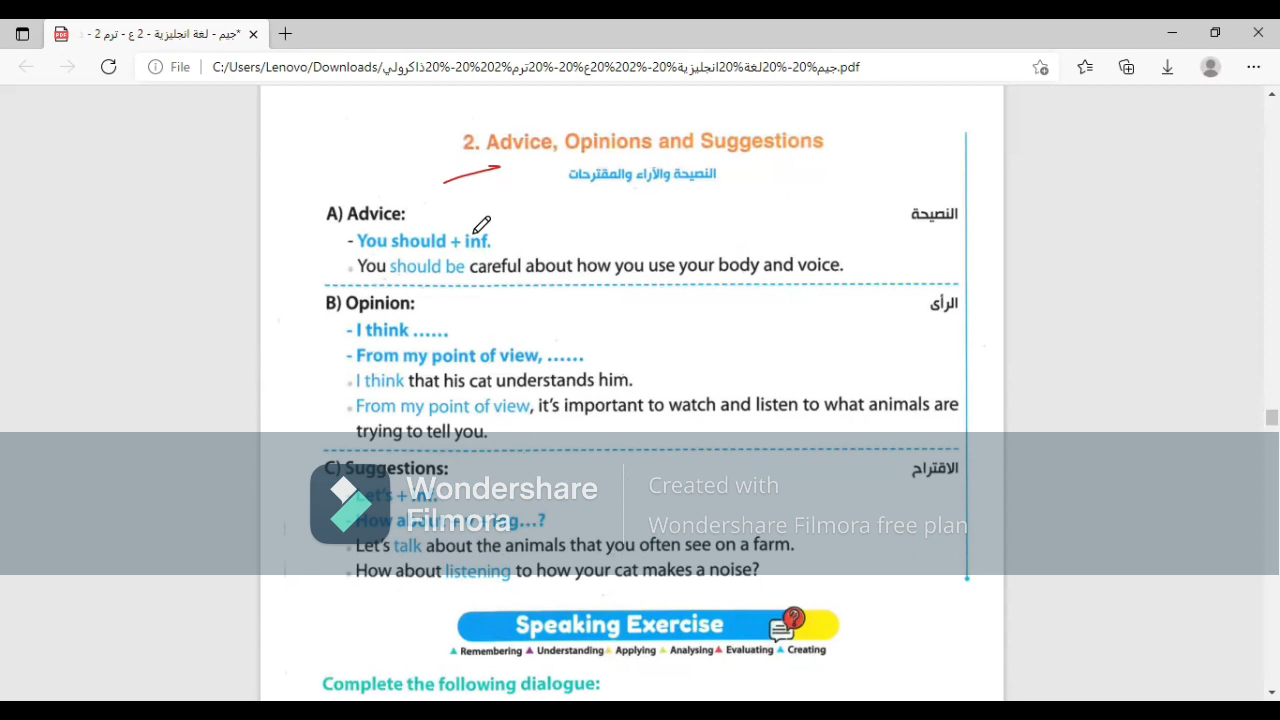 جيم - لغة انجليزية - 2 ع - ترم 2 -
File
C:/Users/Lenovo/Downloads/جيم%20-%20لغة%20انجليزية%20-%202%20ع%20-%20ترم%202%20-%20ذاكرولي.pdf
2. Advice, Opinions and Suggestions
النصيحة والآراء والمقترحات
A) Advice: النصيحة
- You should + inf.
You should be careful about how you use your body and voice.
B) Opinion: الرأى
- I think ......
- From my point of view, ......
I think that his cat understands him.
From my point of view, it's important to watch and listen to what animals are
trying to tell you.
C) Suggestions: الاقتراح
Let's + inf.
- How about + v + ing...?
Let's talk about the animals that you often see on a farm.
How about listening to how your cat makes a noise?
Wondershare
Filmora
Created with
Wondershare Filmora free plan
Speaking Exercise
Remembering Understanding Applying Analysing Evaluating Creating
Complete the following dialogue: